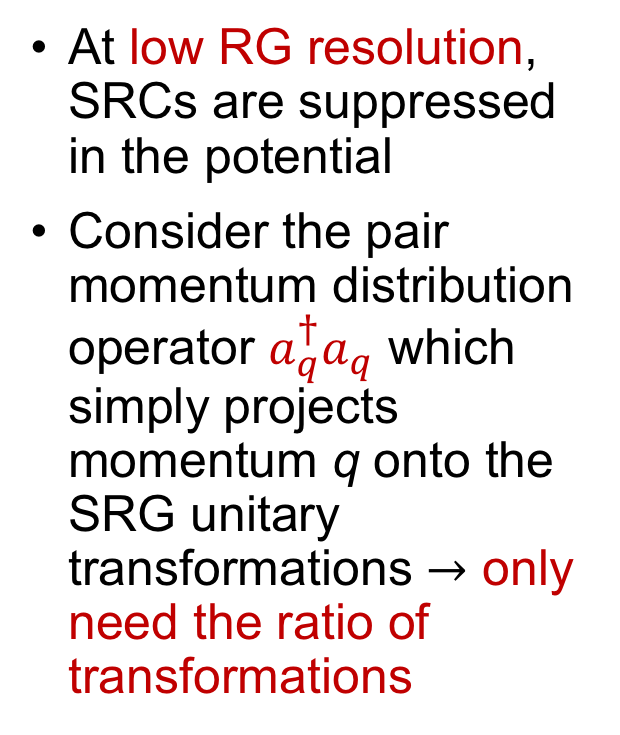 • At low RG resolution,
SRCs are suppressed
in the potential
• Consider the pair
momentum distribution
operator a†q aq which
simply projects
momentum q onto the
SRG unitary
transformations → only
need the ratio of
transformations